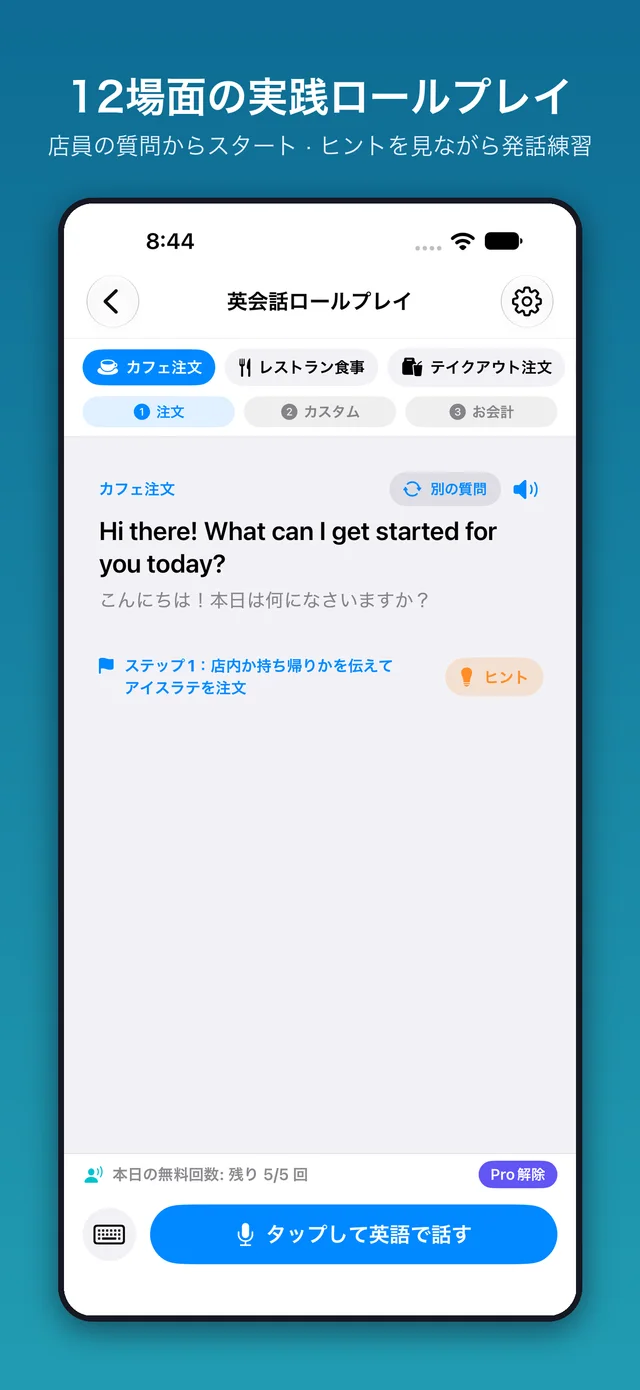 12場面の実践ロールプレイ
店員の質問からスタート · ヒントを見ながら発話練習
8:44
英会話ロールプレイ
カフェ注文 レストラン食事 テイクアウト注文
1 注文 2 カスタム 3 お会計
カフェ注文 別の質問
Hi there! What can I get started for
you today?
こんにちは！本日は何になさいますか？
ステップ1：店内か持ち帰りかを伝えて
アイスラテを注文
ヒント
本日の無料回数: 残り 5/5 回 Pro 解除
タップして英語で話す